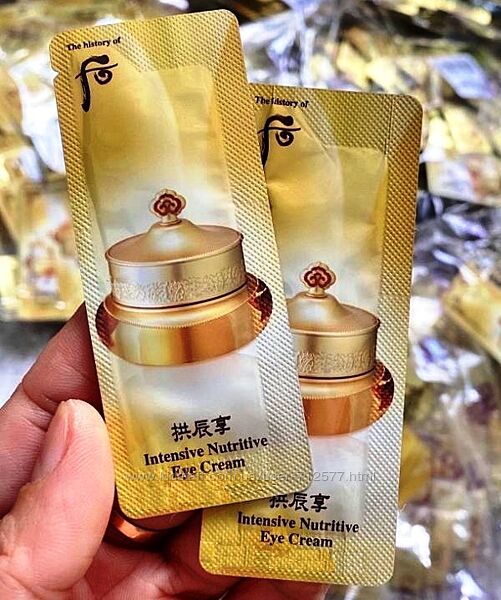 The history of
后
拱辰享
Intensive Nutritive
Eye Cream
The history of
后
拱辰享
Intensive Nutritive
Eye Cream